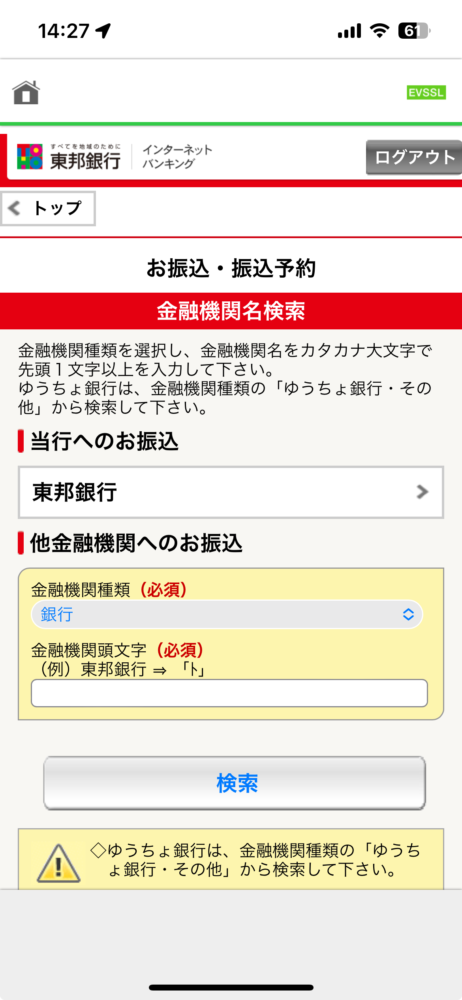 14:27
61
EVSSL
TOHO
すべてを地域のために
東邦銀行
インターネット
バンキング
ログアウト
トップ
お振込・振込予約
金融機関名検索
金融機関種類を選択し、金融機関名をカタカナ大文字で
先頭１文字以上を入力して下さい。
ゆうちょ銀行は、金融機関種類の「ゆうちょ銀行・その
他」から検索して下さい。
当行へのお振込
東邦銀行
他金融機関へのお振込
金融機関種類（必須）
銀行
金融機関頭文字（必須）
（例）東邦銀行 ⇒ 「ﾄ」
検索
◇ゆうちょ銀行は、金融機関種類の「ゆうち
ょ銀行・その他」から検索して下さい。